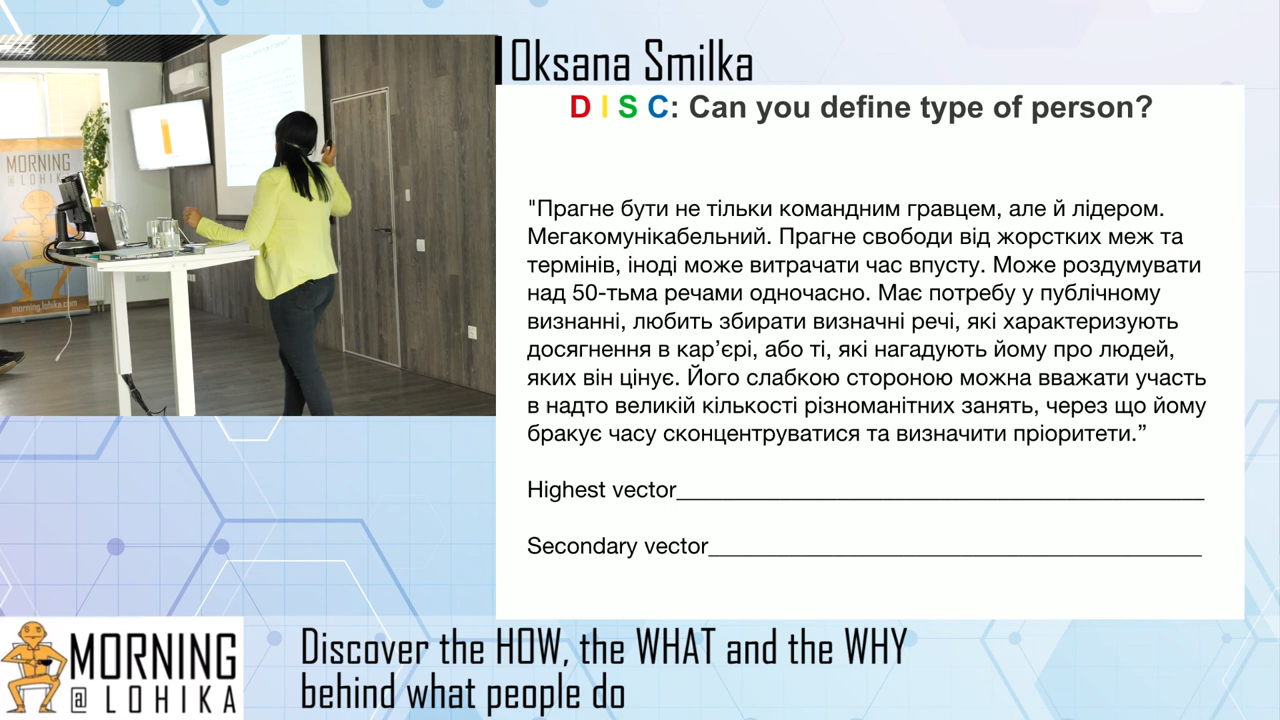 Oksana Smilka
D I S C: Can you define type of person?
"Прагне бути не тільки командним гравцем, але й лідером.
Мегакомунікабельний. Прагне свободи від жорстких меж та
термінів, іноді може витрачати час впусту. Може роздумувати
над 50-тьма речами одночасно. Має потребу у публічному
визнанні, любить збирати визначні речі, які характеризують
досягнення в кар’єрі, або ті, які нагадують йому про людей,
яких він цінує. Його слабкою стороною можна вважати участь
в надто великій кількості різноманітних занять, через що йому
бракує часу сконцентруватися та визначити пріоритети.”
Highest vector
Secondary vector
MORNING
@ LOHIKA
morning.lohika.com
MORNING
@ LOHIKA
Discover the HOW, the WHAT and the WHY
behind what people do